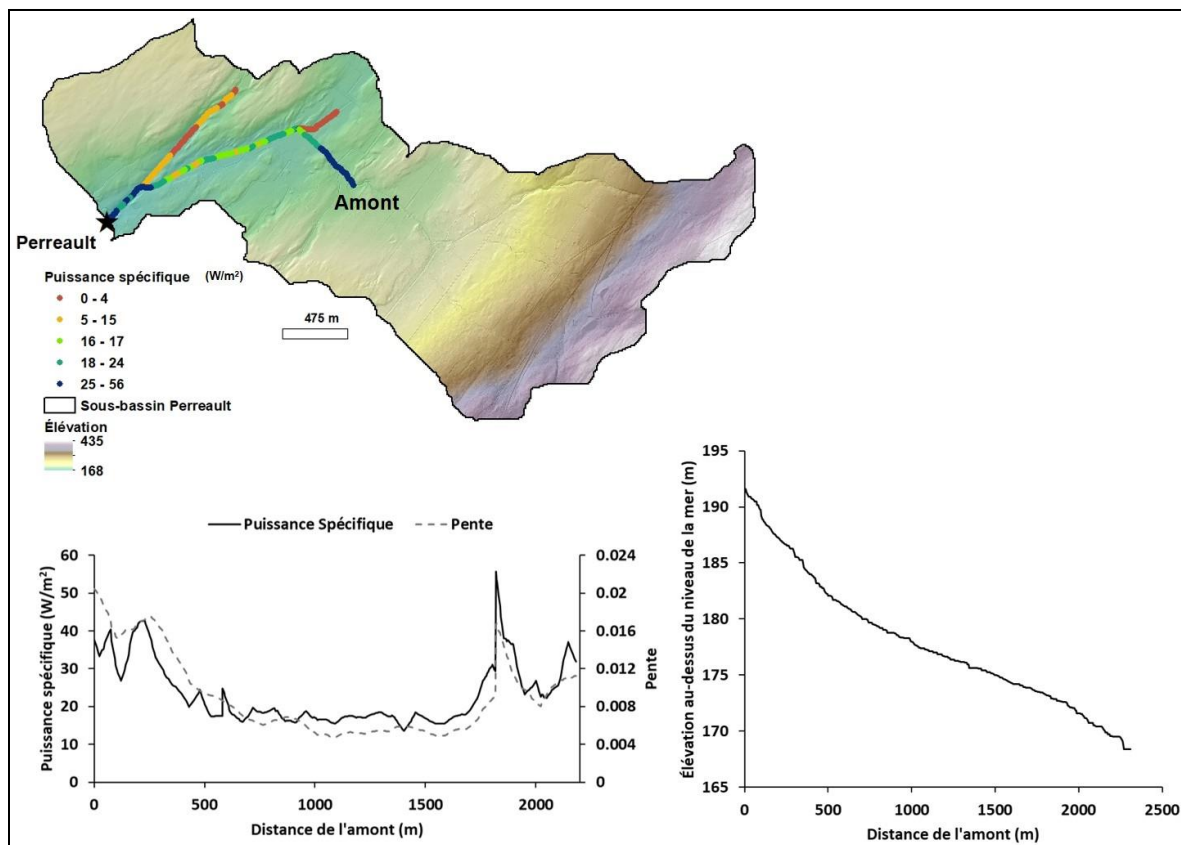 Amont
Perreault
Puissance spécifique (W/m²)
0 - 4
5 - 15
16 - 17
18 - 24
25 - 56
Sous-bassin Perreault
Élévation
435
168
475 m
Puissance Spécifique
Pente
Puissance spécifique (W/m²)
60
50
40
30
20
10
0
0.024
0.02
0.016
0.012
0.008
0.004
0
Pente
0 500 1000 1500 2000
Distance de l'amont (m)
Élévation au-dessus du niveau de la mer (m)
195
190
185
180
175
170
165
0 500 1000 1500 2000 2500
Distance de l'amont (m)